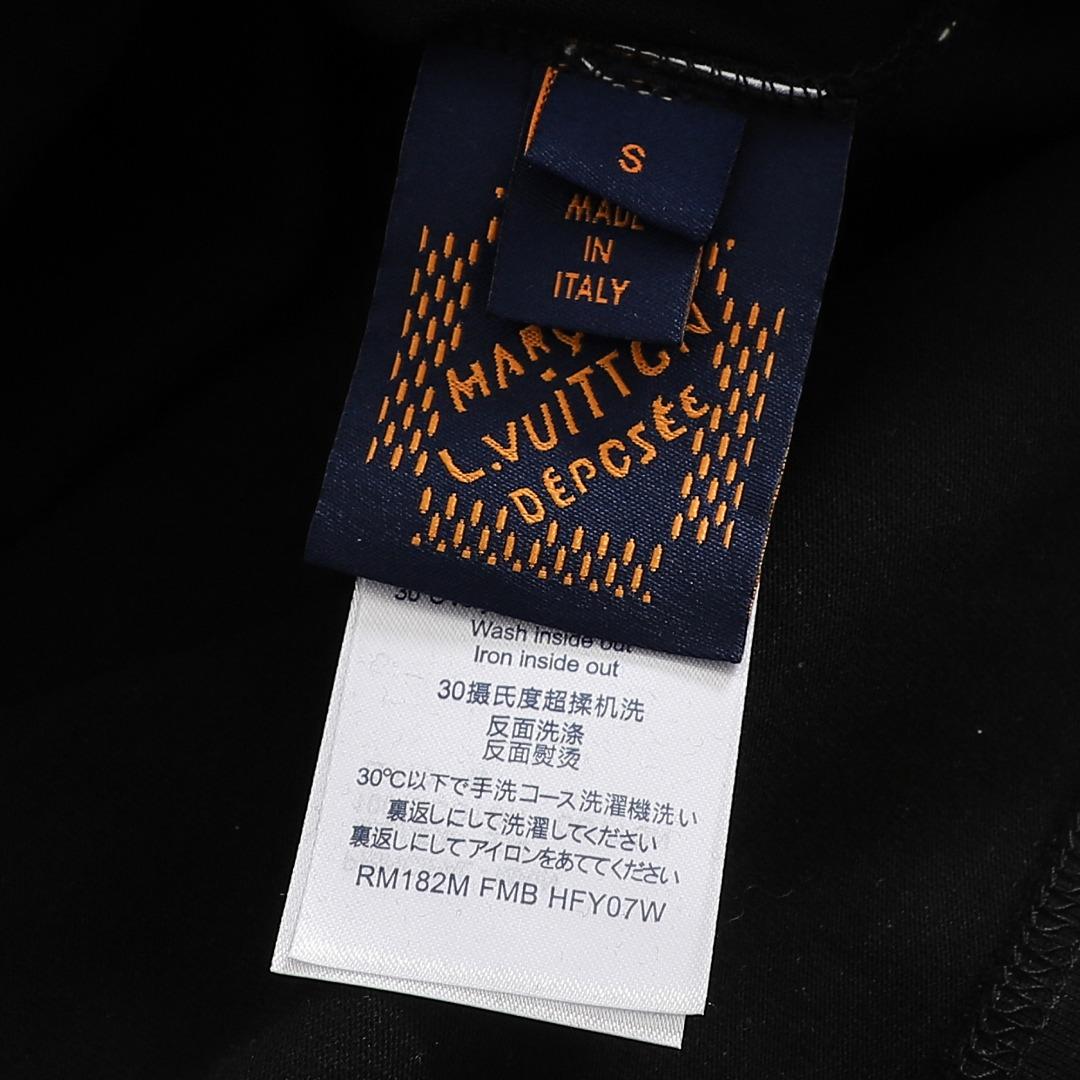 S
MADE
IN
ITALY
L.VUITTON
DÉPOSÉE
Wash inside out
Iron inside out
30摄氏度超揉机洗
反面洗涤
反面熨烫
30℃以下で手洗コース洗濯機洗い
裏返しにして洗濯してください
裏返しにしてアイロンをあててください
RM182M FMB HFY07W